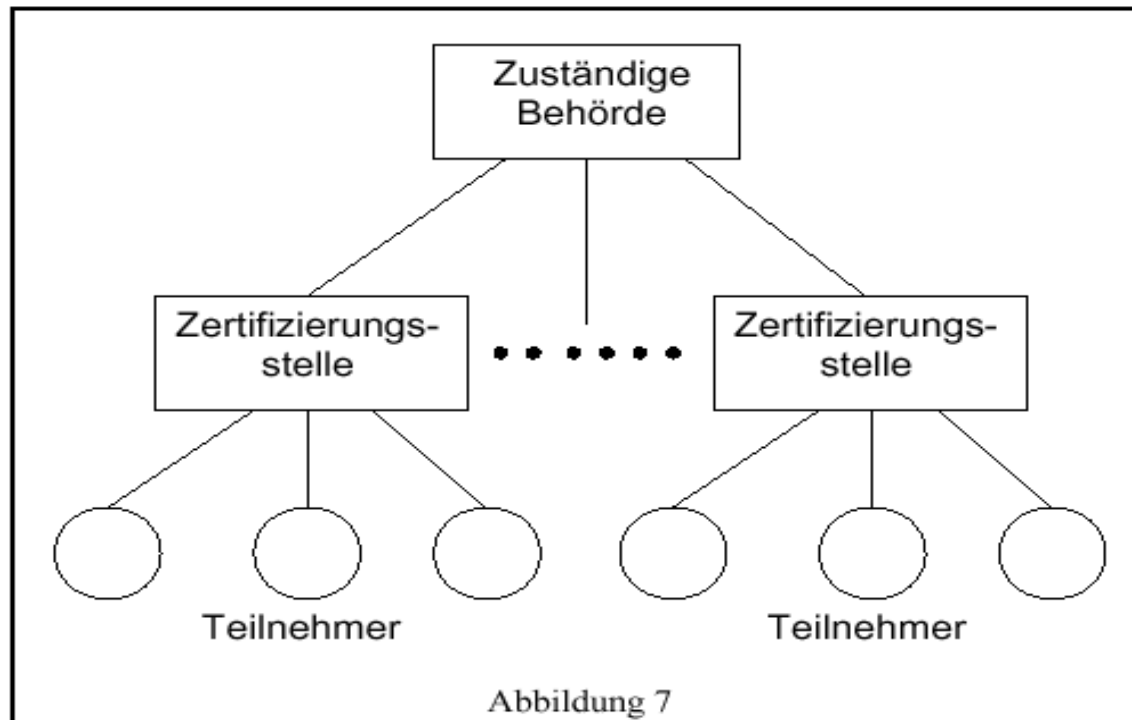 Zuständige
Behörde
Zertifizierungs-
stelle
Zertifizierungs-
stelle
Teilnehmer
Teilnehmer
Abbildung 7